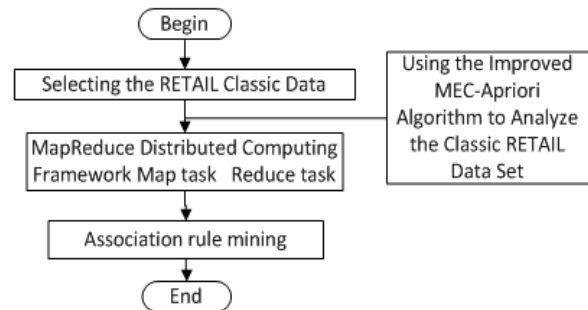 Begin
Selecting the RETAIL Classic Data
Using the Improved
MEC-Apriori
Algorithm to Analyze
the Classic RETAIL
Data Set
MapReduce Distributed Computing
Framework Map task Reduce task
Association rule mining
End